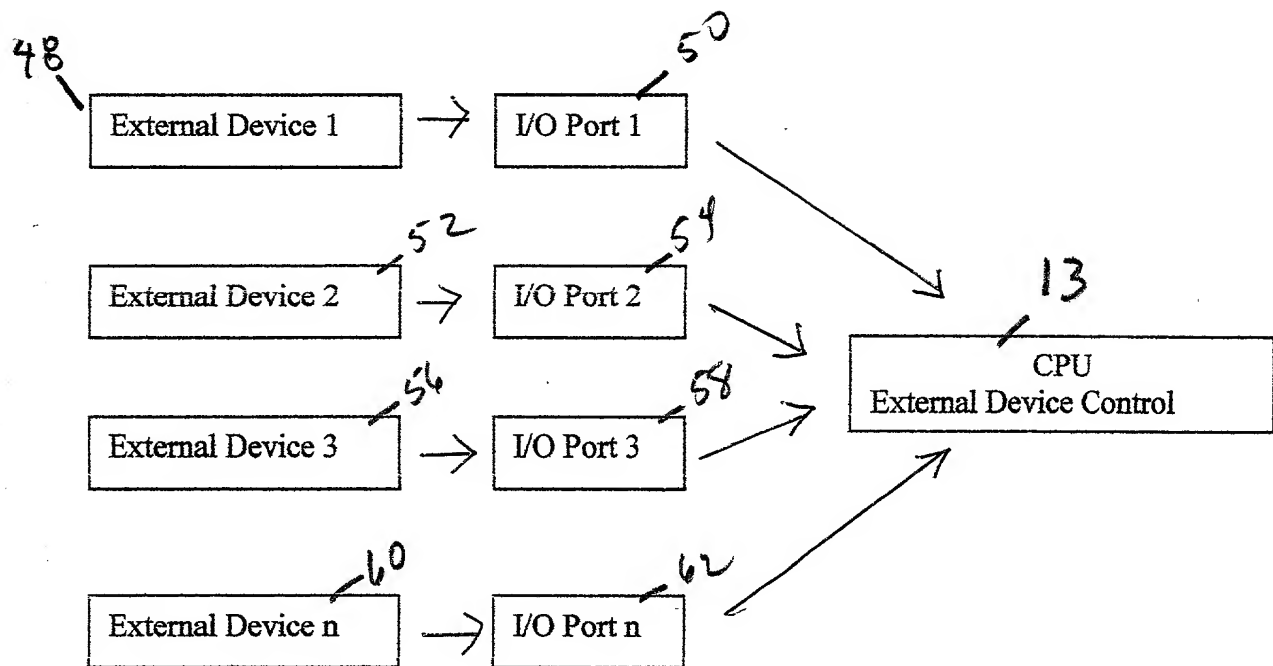 48
50
External Device 1
I/O Port 1
52
54
External Device 2
I/O Port 2
13
CPU
External Device Control
56
58
External Device 3
I/O Port 3
60
62
External Device n
I/O Port n